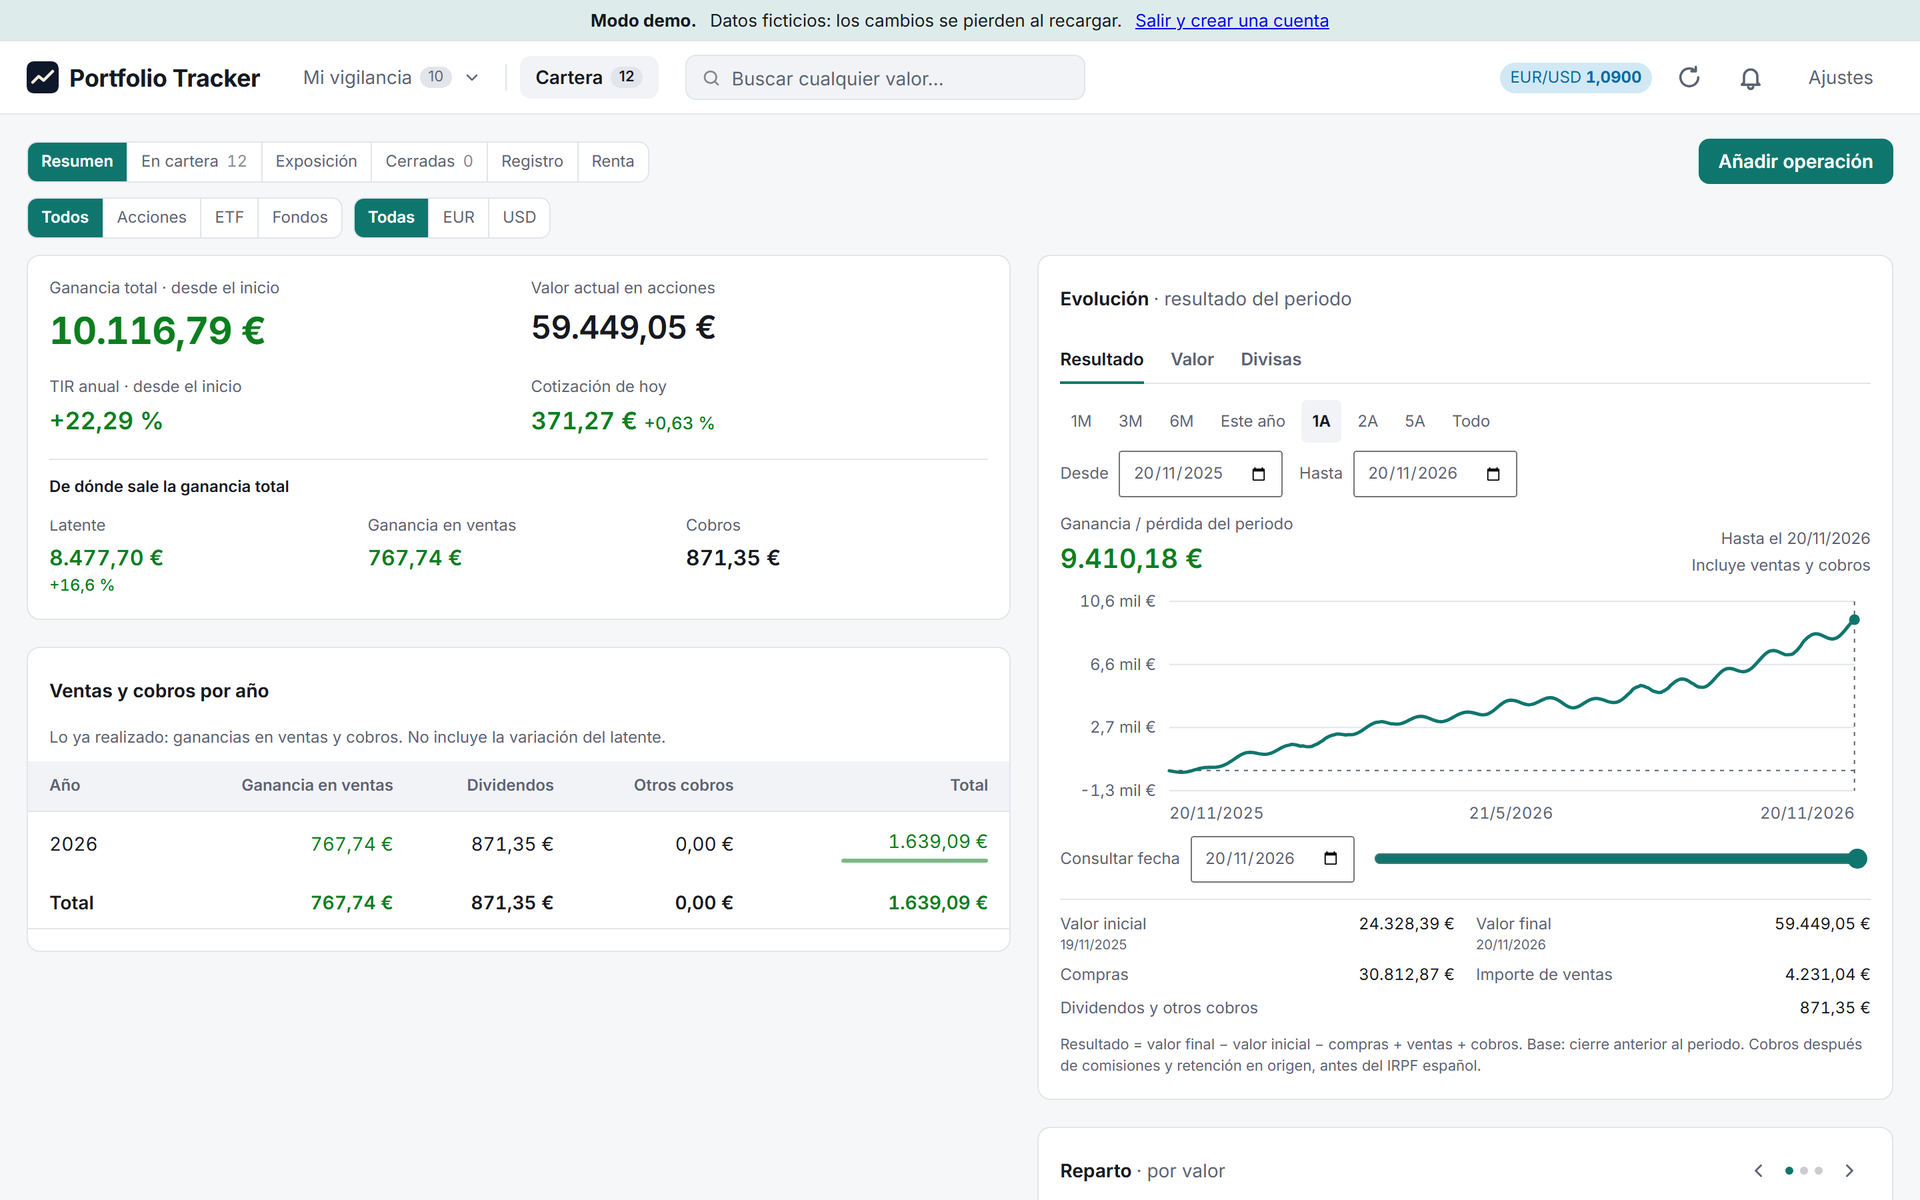 Modo demo. Datos ficticios: los cambios se pierden al recargar. Salir y crear una cuenta
Portfolio Tracker
Mi vigilancia 10
Cartera 12
Buscar cualquier valor...
EUR/USD 1,0900
Ajustes
Resumen
En cartera 12
Exposición
Cerradas 0
Registro
Renta
Añadir operación
Todos
Acciones
ETF
Fondos
Todas
EUR
USD
Ganancia total · desde el inicio
10.116,79 €
Valor actual en acciones
59.449,05 €
TIR anual · desde el inicio
+22,29 %
Cotización de hoy
371,27 € +0,63 %
De dónde sale la ganancia total
Latente
8.477,70 €
+16,6 %
Ganancia en ventas
767,74 €
Cobros
871,35 €
Ventas y cobros por año
Lo ya realizado: ganancias en ventas y cobros. No incluye la variación del latente.
Año Ganancia en ventas Dividendos Otros cobros Total
2026 767,74 € 871,35 € 0,00 € 1.639,09 €
Total 767,74 € 871,35 € 0,00 € 1.639,09 €
Evolución · resultado del periodo
Resultado
Valor
Divisas
1M 3M 6M Este año 1A 2A 5A Todo
Desde 20/11/2025 Hasta 20/11/2026
Ganancia / pérdida del periodo
9.410,18 €
Hasta el 20/11/2026
Incluye ventas y cobros
10,6 mil €
6,6 mil €
2,7 mil €
-1,3 mil €
20/11/2025 21/5/2026 20/11/2026
Consultar fecha 20/11/2026
Valor inicial 24.328,39 €
19/11/2025
Valor final 59.449,05 €
20/11/2026
Compras 30.812,87 €
Importe de ventas 4.231,04 €
Dividendos y otros cobros 871,35 €
Resultado = valor final − valor inicial − compras + ventas + cobros. Base: cierre anterior al periodo. Cobros después
de comisiones y retención en origen, antes del IRPF español.
Reparto · por valor